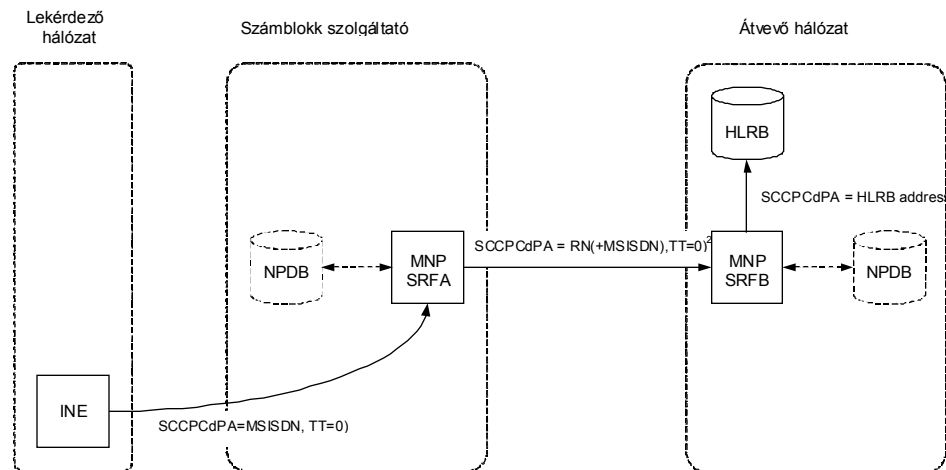 Lekérdező
hálózat
Számblokk szolgáltató
Átvevő hálózat
HLRB
SCCPCdPA = HLRB address
NPDB
MNP
SRFA
SCCPCdPA = RN(+MSISDN),TT=0)²
MNP
SRFB
NPDB
INE
SCCPCdPA=MSISDN, TT=0)